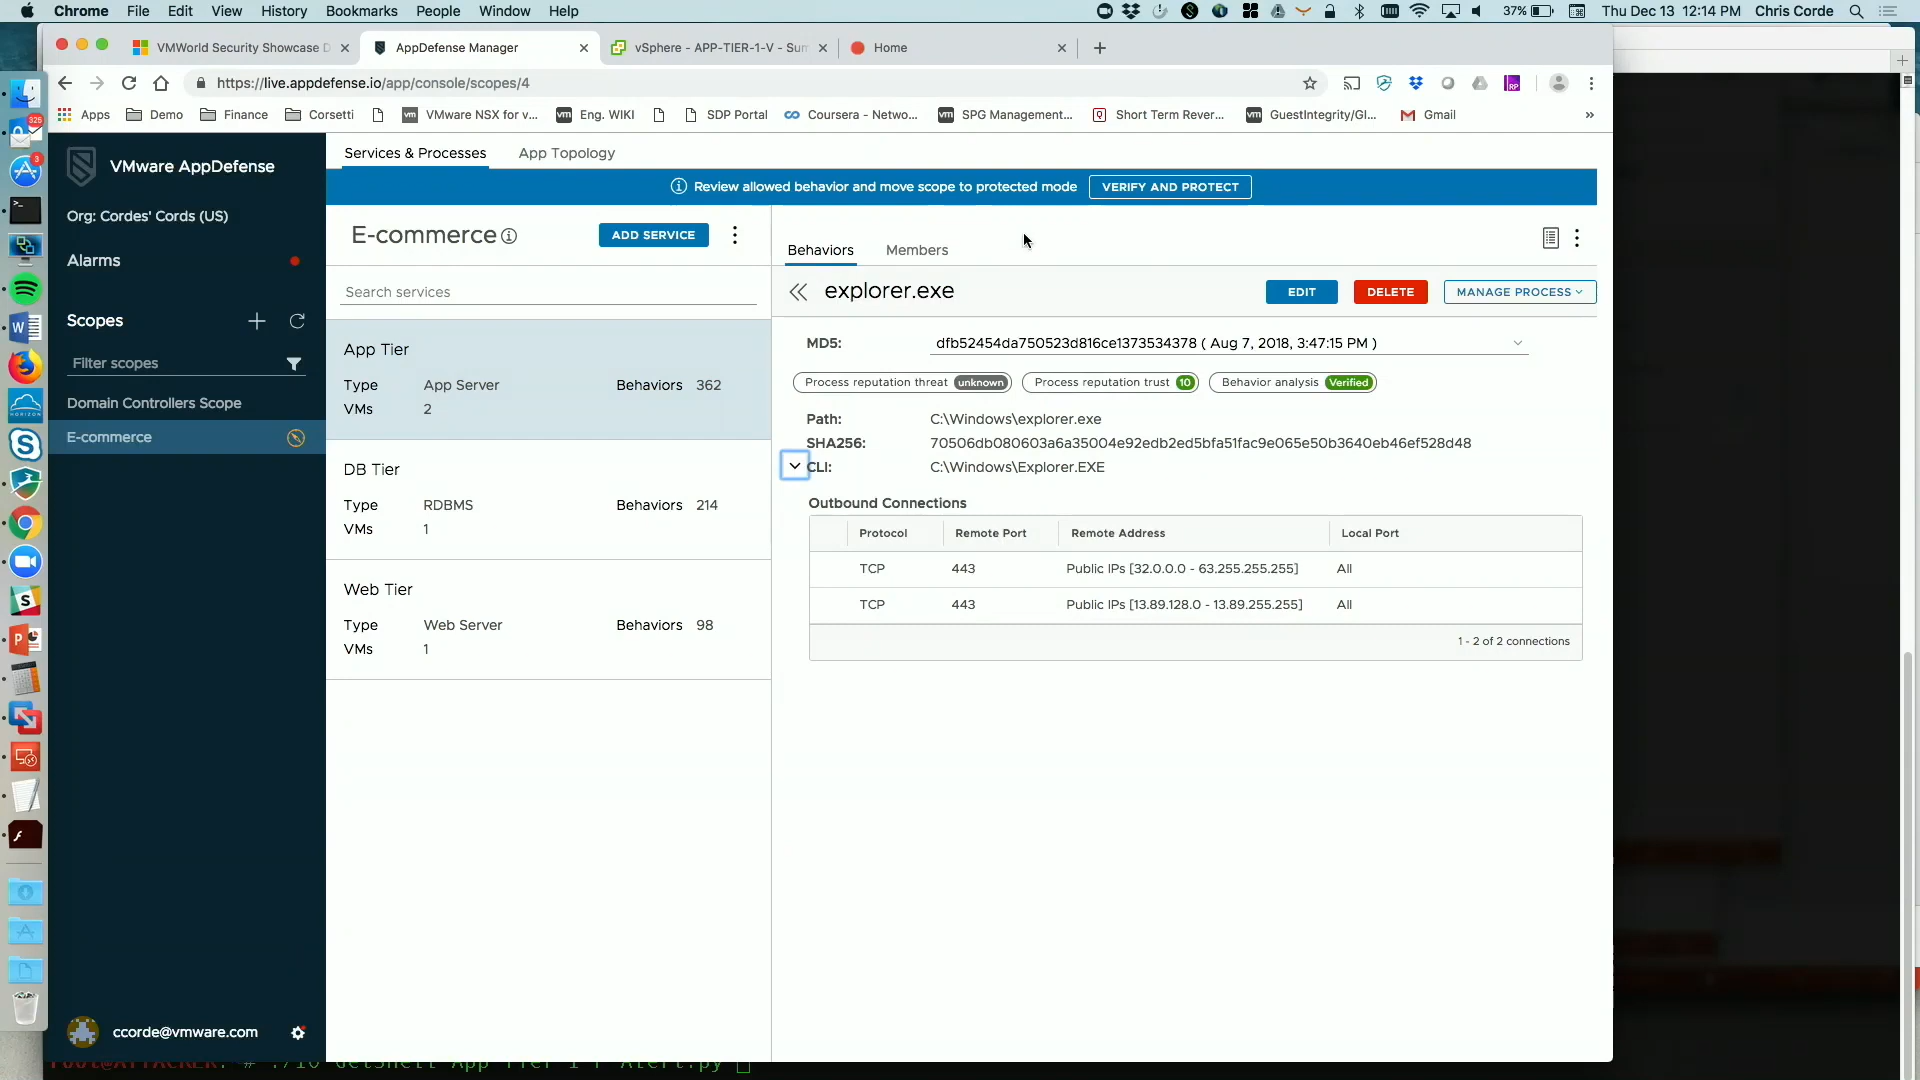 Chrome File Edit View History Bookmarks People Window Help
37% Thu Dec 13 12:14 PM Chris Corde
VMWorld Security Showcase D
AppDefense Manager
vSphere - APP-TIER-1-V - Sum
Home
https://live.appdefense.io/app/console/scopes/4
Apps Demo Finance Corsetti VMware NSX for v... Eng. WIKI SDP Portal Coursera - Netwo... SPG Management... Short Term Rever... GuestIntegrity/Gl... Gmail »
326
3
VMware AppDefense
Org: Cordes' Cords (US)
Alarms
Scopes
Filter scopes
Domain Controllers Scope
E-commerce
ccorde@vmware.com
Services & Processes App Topology
Review allowed behavior and move scope to protected mode VERIFY AND PROTECT
E-commerce ADD SERVICE
Search services
App Tier
Type App Server Behaviors 362
VMs 2
DB Tier
Type RDBMS Behaviors 214
VMs 1
Web Tier
Type Web Server Behaviors 98
VMs 1
Behaviors Members
explorer.exe EDIT DELETE MANAGE PROCESS
MD5: dfb52454da750523d816ce1373534378 ( Aug 7, 2018, 3:47:15 PM )
Process reputation threat unknown Process reputation trust 10 Behavior analysis Verified
Path: C:\Windows\explorer.exe
SHA256: 70506db080603a6a35004e92edb2ed5bfa51fac9e065e50b3640eb46ef528d48
CLI: C:\Windows\Explorer.EXE
Outbound Connections
Protocol Remote Port Remote Address Local Port
TCP 443 Public IPs [32.0.0.0 - 63.255.255.255] All
TCP 443 Public IPs [13.89.128.0 - 13.89.255.255] All
1 - 2 of 2 connections
HORIZON